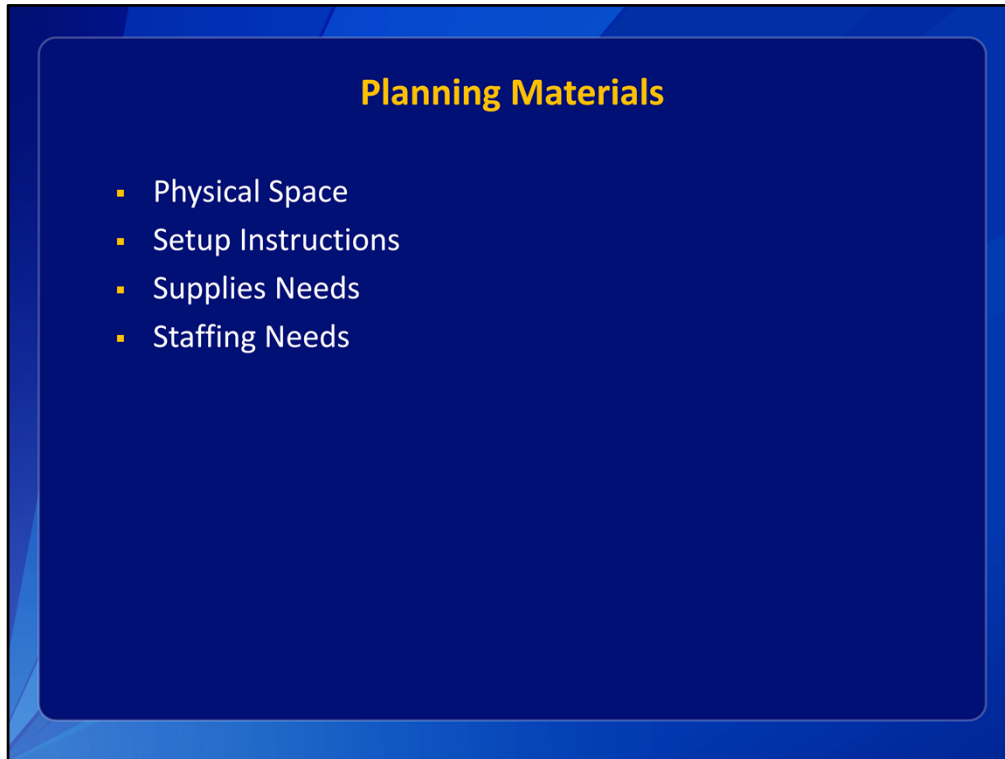 Planning Materials
Physical Space
Setup Instructions
Supplies Needs
Staffing Needs